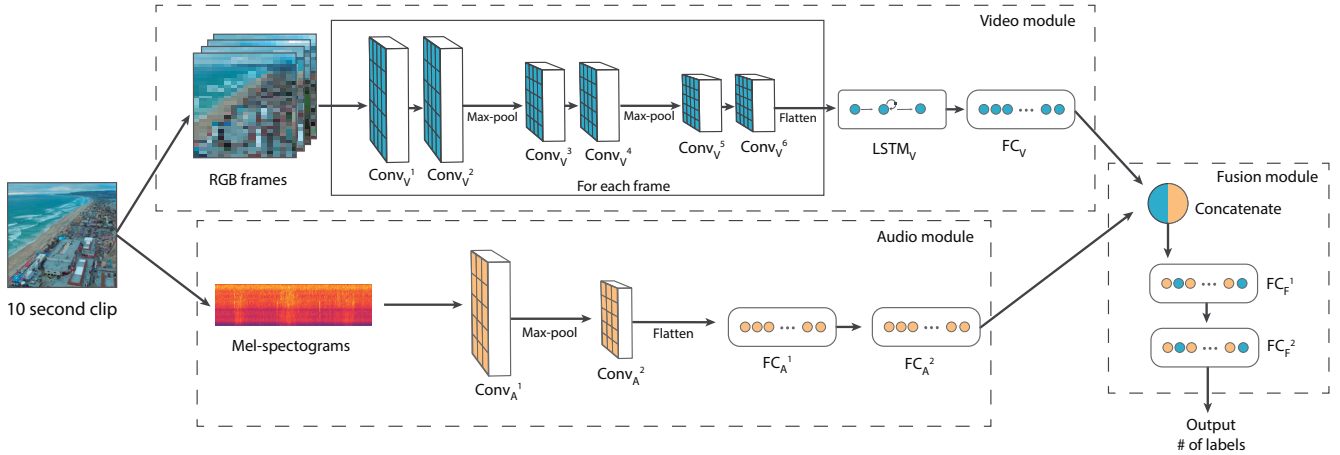 Video module
RGB frames
Conv_V^1
Conv_V^2
Max-pool
Conv_V^3
Conv_V^4
Max-pool
Conv_V^5
Conv_V^6
Flatten
For each frame
LSTM_V
FC_V
10 second clip
Audio module
Mel-spectograms
Conv_A^1
Max-pool
Conv_A^2
Flatten
FC_A^1
FC_A^2
Fusion module
Concatenate
FC_F^1
FC_F^2
Output
# of labels